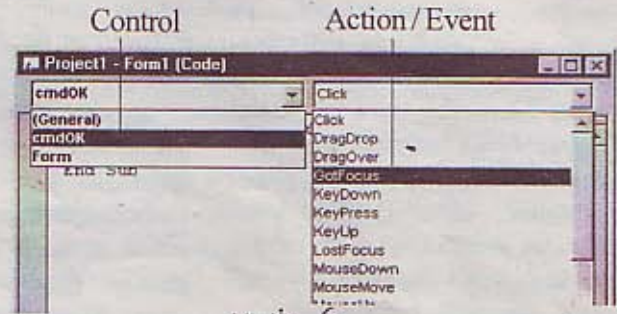 Control Action / Event
Project1 - Form1 (Code)
cmdOK Click
(General) Click
cmdOK DragDrop
Form DragOver
End Sub GotFocus
KeyDown
KeyPress
KeyUp
LostFocus
MouseDown
MouseMove